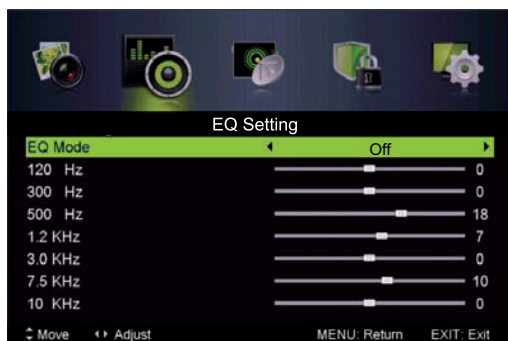 EQ Setting
EQ Mode Off
120 Hz 0
300 Hz 0
500 Hz 18
1.2 KHz 7
3.0 KHz 0
7.5 KHz 10
10 KHz 0
Move Adjust MENU: Return EXIT: Exit